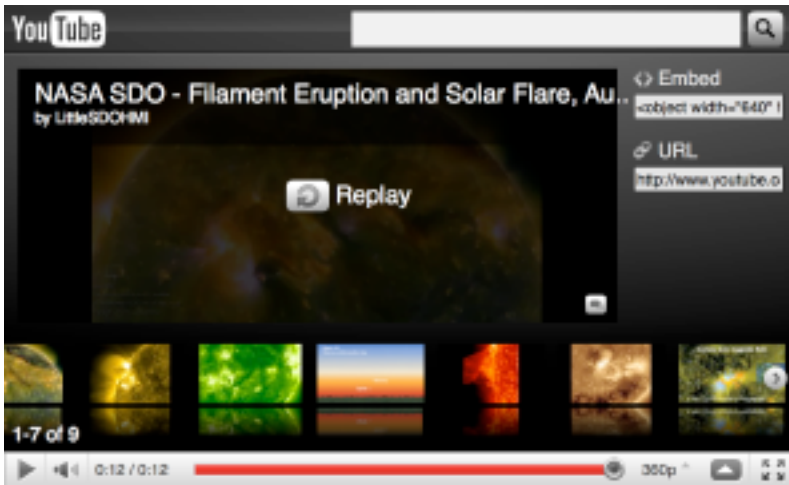 YouTube
NASA SDO - Filament Eruption and Solar Flare, Au..
by LittleSDOHMI
Embed
<object width="640" h
URL
http://www.youtube.c
Replay
1-7 of 9
0:12 / 0:12
360p